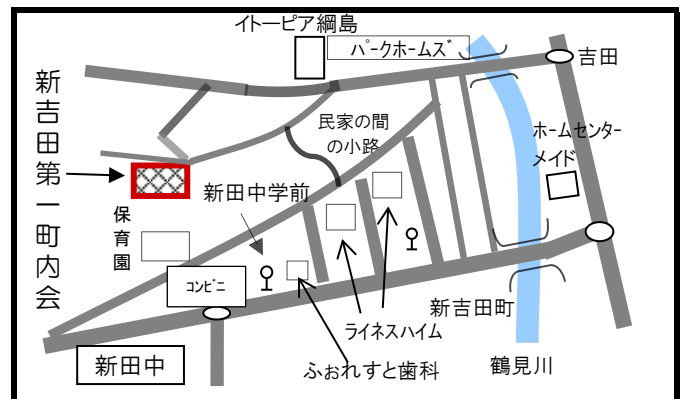 イトーピア綱島
パークホームズ
吉田
新吉田第一町内会
民家の間
の小路
ホームセンター
メイド
新田中学前
保育園
コンビニ
新吉田町
ライネスハイム
新田中
ふぉれすと歯科
鶴見川